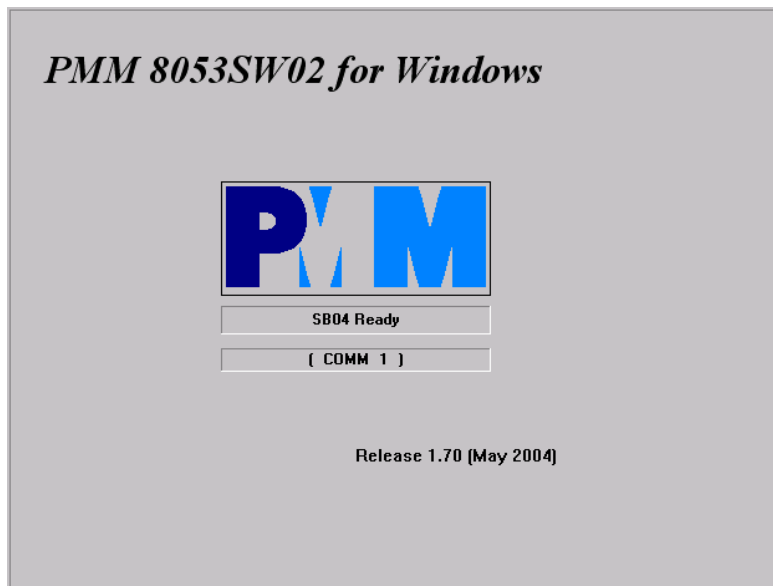 PMM 8053SW02 for Windows
PMM
SB04 Ready
( COMM 1 )
Release 1.70 (May 2004)